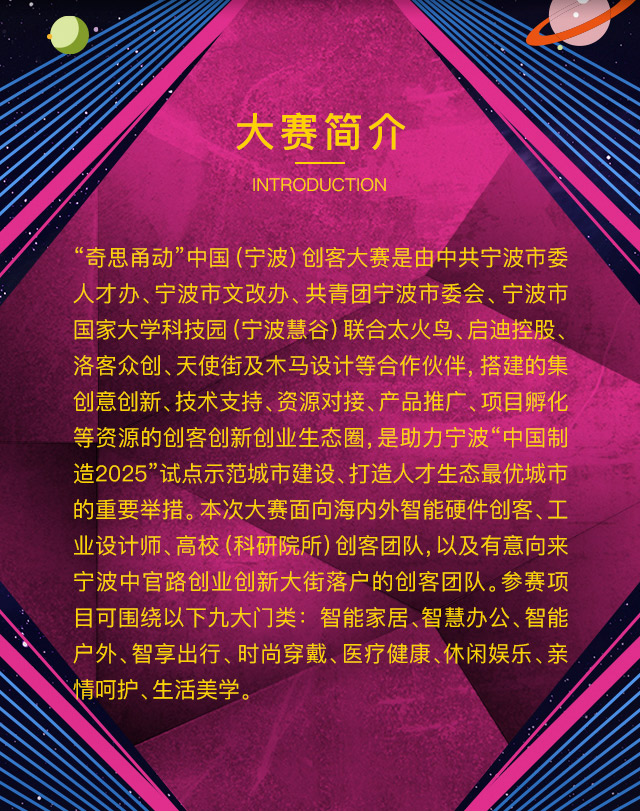 大赛简介
INTRODUCTION
“奇思甬动”中国(宁波)创客大赛是由中共宁波市委
人才办、宁波市文改办、共青团宁波市委会、宁波市
国家大学科技园(宁波慧谷)联合太火鸟、启迪控股、
洛客众创、天使街及木马设计等合作伙伴,搭建的集
创意创新、技术支持、资源对接、产品推广、项目孵化
等资源的创客创新创业生态圈,是助力宁波“中国制
造2025”试点示范城市建设、打造人才生态最优城市
的重要举措。本次大赛面向海内外智能硬件创客、工
业设计师、高校(科研院所)创客团队,以及有意向来
宁波中官路创业创新大街落户的创客团队。参赛项
目可围绕以下九大门类：智能家居、智慧办公、智能
户外、智享出行、时尚穿戴、医疗健康、休闲娱乐、亲
情呵护、生活美学。